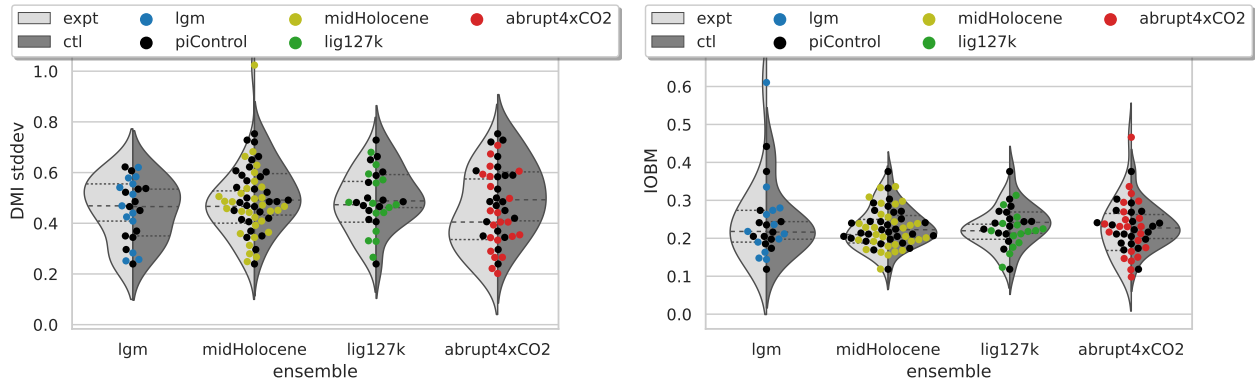 expt lgm midHolocene abrupt4xCO2
ctl piControl lig127k
DMI stddev
1.0
0.8
0.6
0.4
0.2
0.0
lgm midHolocene lig127k abrupt4xCO2
ensemble
expt lgm midHolocene abrupt4xCO2
ctl piControl lig127k
IOBM
0.6
0.5
0.4
0.3
0.2
0.1
0.0
lgm midHolocene lig127k abrupt4xCO2
ensemble